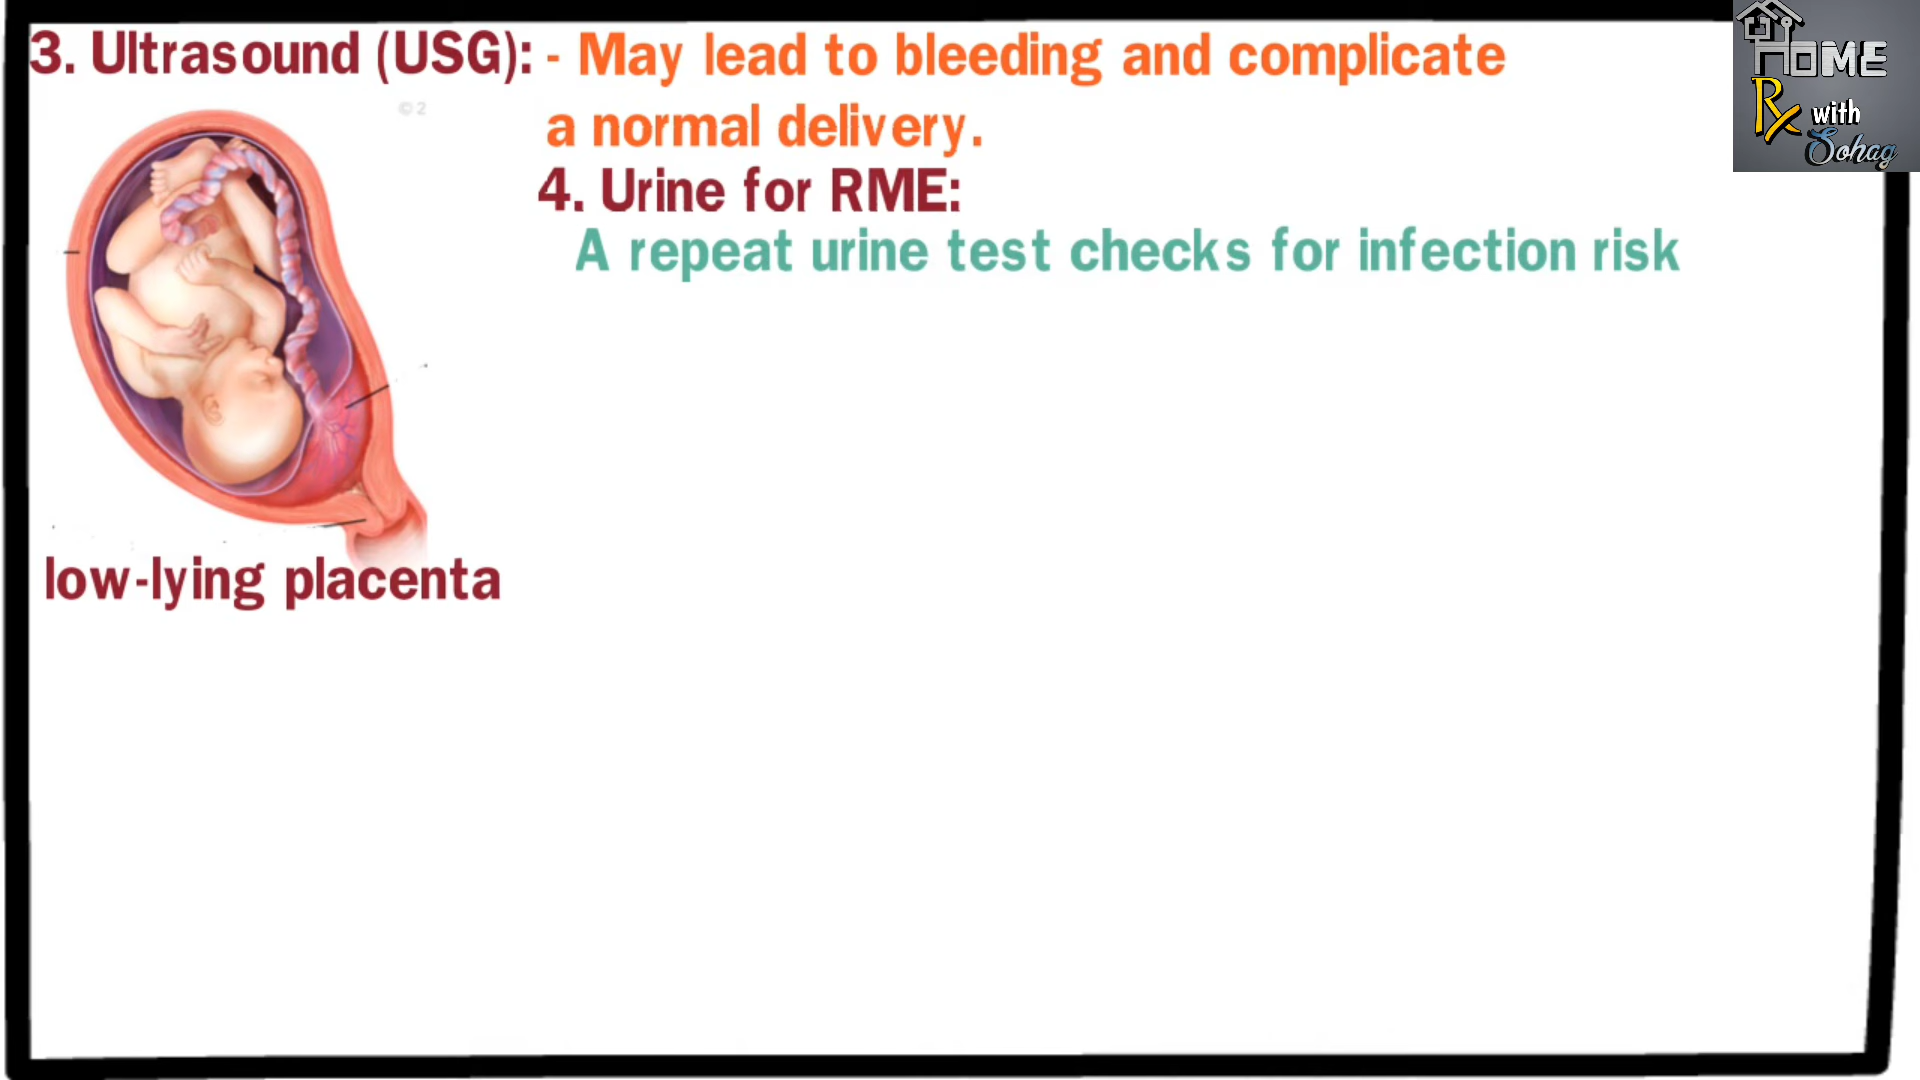 3. Ultrasound (USG): - May lead to bleeding and complicate
a normal delivery.
4. Urine for RME:
A repeat urine test checks for infection risk
low-lying placenta
HOME
Rx with
Sohag
© 2